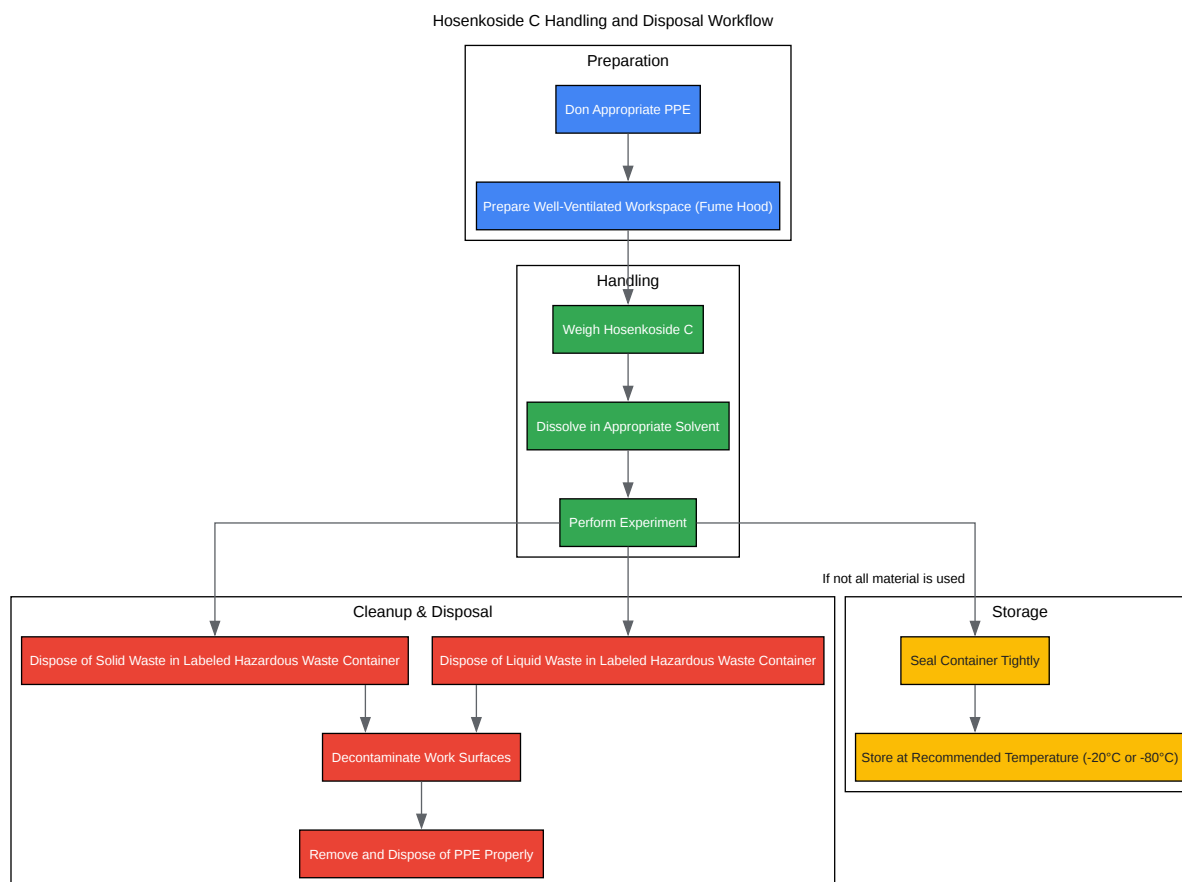 Hosenkoside C Handling and Disposal Workflow
Preparation
Don Appropriate PPE
Prepare Well-Ventilated Workspace (Fume Hood)
Handling
Weigh Hosenkoside C
Dissolve in Appropriate Solvent
Perform Experiment
If not all material is used
Cleanup & Disposal
Storage
Dispose of Solid Waste in Labeled Hazardous Waste Container
Dispose of Liquid Waste in Labeled Hazardous Waste Container
Seal Container Tightly
Decontaminate Work Surfaces
Store at Recommended Temperature (-20°C or -80°C)
Remove and Dispose of PPE Properly